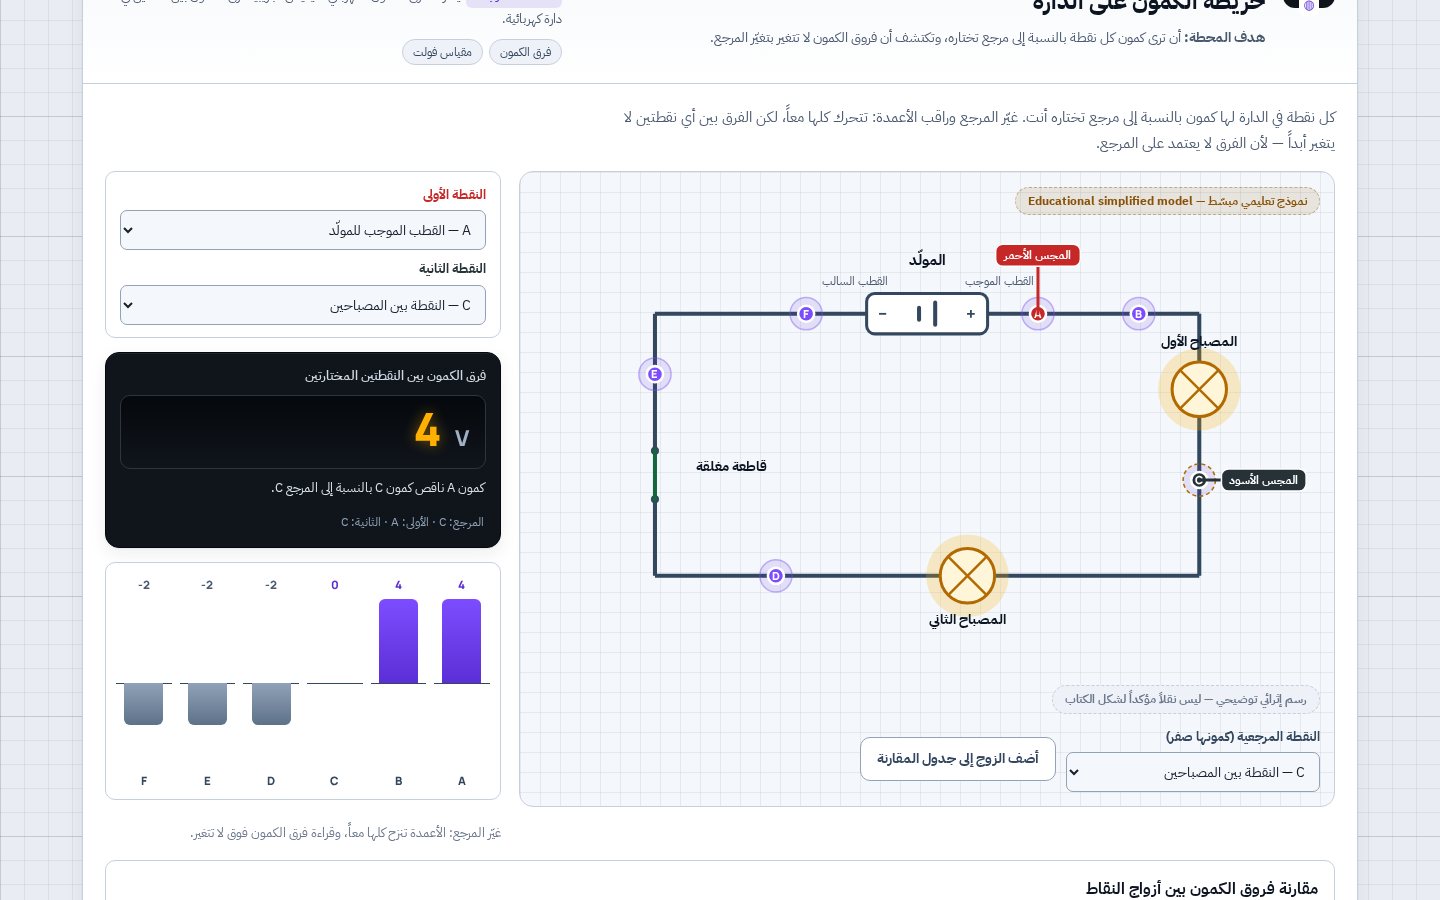 خريطة الكمون على الدارة
هدف المحطة: أن ترى كمون كل نقطة بالنسبة إلى مرجع تختاره، وتكتشف أن فروق الكمون لا تتغير بتغيّر المرجع.
دارة كهربائية.
فرق الكمون
مقياس فولت
كل نقطة في الدارة لها كمون بالنسبة إلى مرجع تختاره أنت. غيّر المرجع وراقب الأعمدة: تتحرك كلها معاً، لكن الفرق بين أي نقطتين لا
يتغير أبداً — لأن الفرق لا يعتمد على المرجع.
نموذج تعليمي مبسّط — Educational simplified model
المولّد
المجس الأحمر
القطب الموجب
القطب السالب
+
−
A
B
F
E
المصباح الأول
قاطعة مغلقة
C
المجس الأسود
D
المصباح الثاني
رسم إثرائي توضيحي — ليس نقلاً مؤكداً لشكل الكتاب
النقطة المرجعية (كمونها صفر)
C — النقطة بين المصباحين
أضف الزوج إلى جدول المقارنة
النقطة الأولى
A — القطب الموجب للمولّد
النقطة الثانية
C — النقطة بين المصباحين
فرق الكمون بين النقطتين المختارتين
4 V
كمون A ناقص كمون C بالنسبة إلى المرجع C.
المرجع: C · الأولى: A · الثانية: C
4
4
0
-2
-2
-2
A
B
C
D
E
F
غيّر المرجع: الأعمدة تنزح كلها معاً، وقراءة فرق الكمون فوق لا تتغير.
مقارنة فروق الكمون بين أزواج النقاط